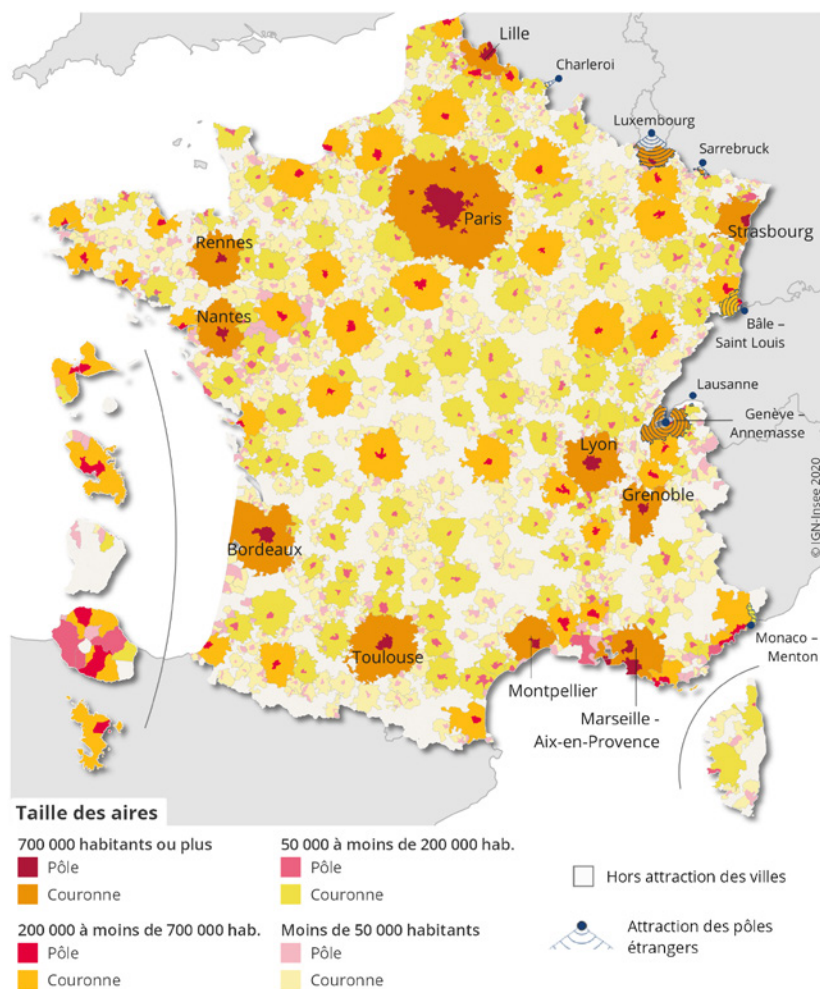 Lille
Charleroi
Luxembourg
Sarrebruck
Paris
Strasbourg
Rennes
Nantes
Bâle –
Saint Louis
Lausanne
Genève –
Annemasse
Lyon
Grenoble
Bordeaux
© IGN-Insee 2020
Monaco –
Menton
Toulouse
Montpellier
Marseille -
Aix-en-Provence
Taille des aires
700 000 habitants ou plus
Pôle
Couronne
200 000 à moins de 700 000 hab.
Pôle
Couronne
50 000 à moins de 200 000 hab.
Pôle
Couronne
Moins de 50 000 habitants
Pôle
Couronne
Hors attraction des villes
Attraction des pôles
étrangers